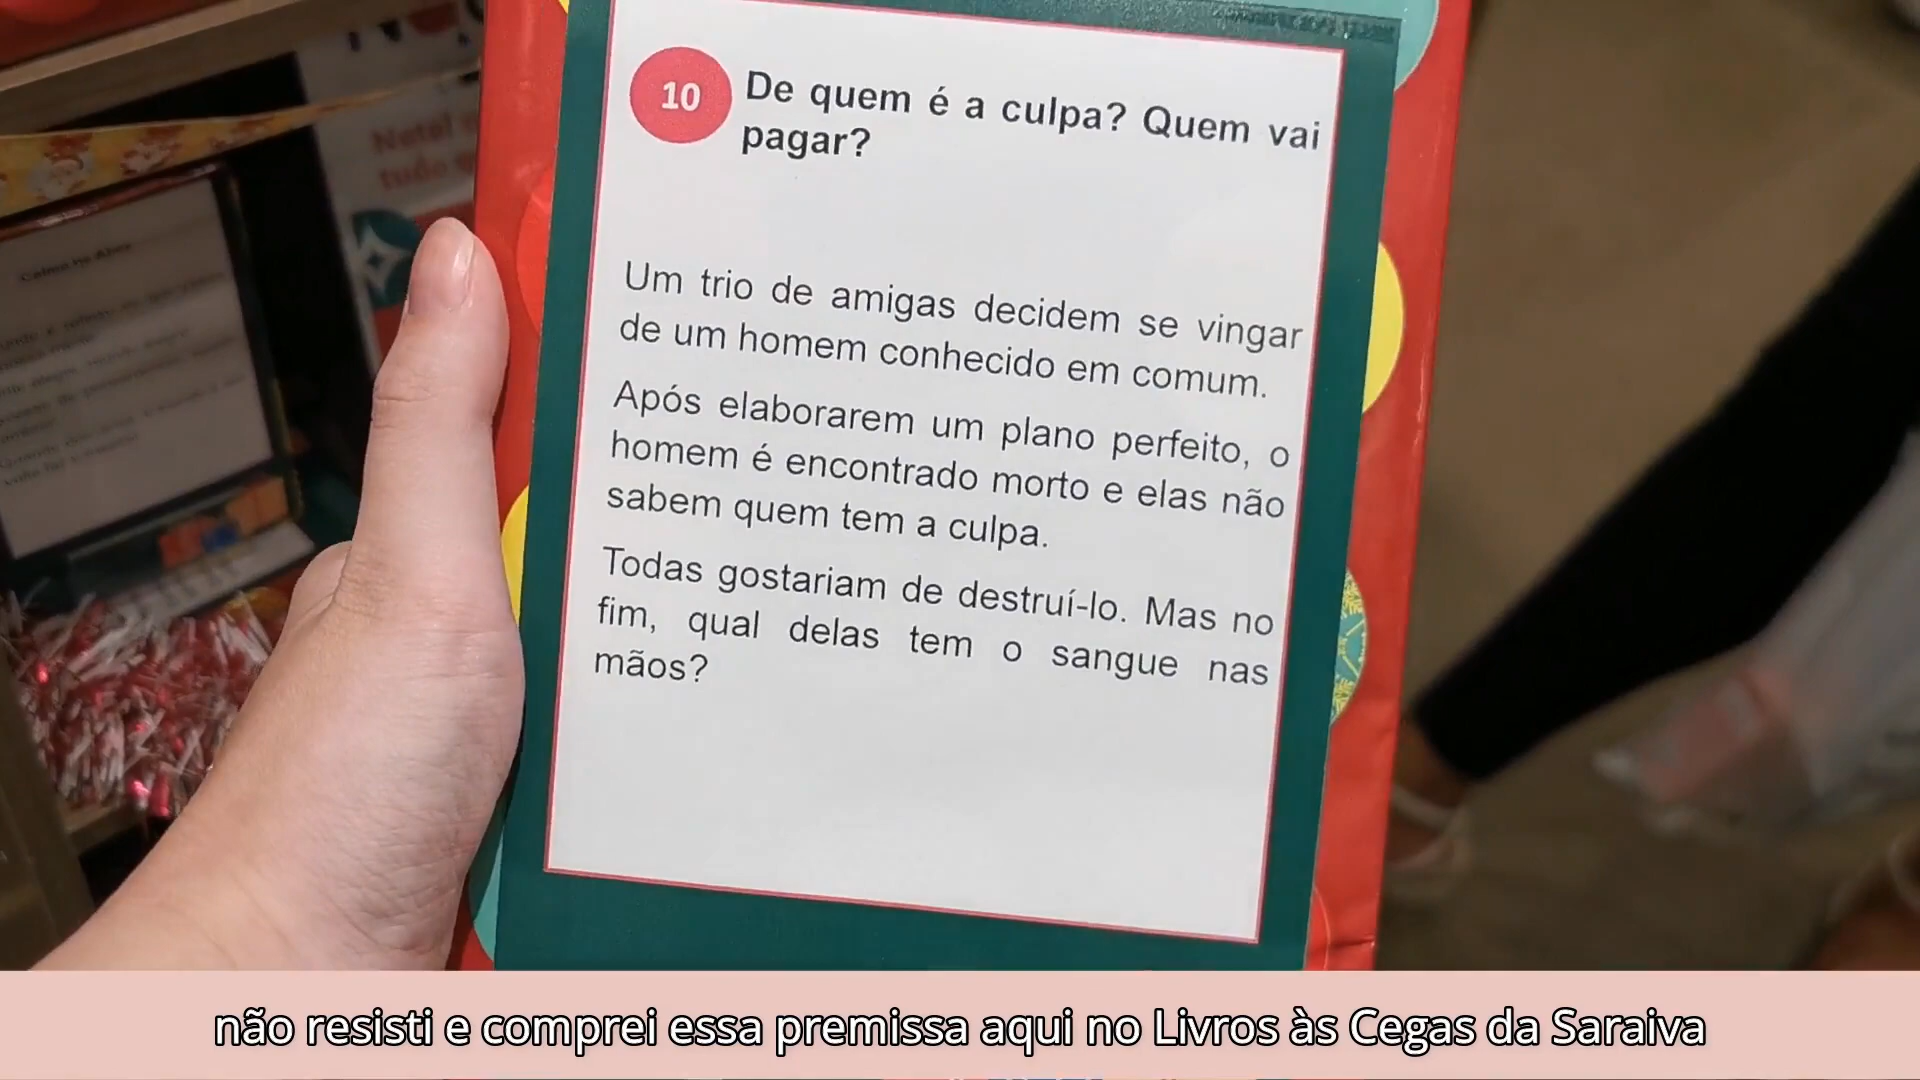 10
De quem é a culpa? Quem vai
pagar?
Um trio de amigas decidem se vingar
de um homem conhecido em comum.
Após elaborarem um plano perfeito, o
homem é encontrado morto e elas não
sabem quem tem a culpa.
Todas gostariam de destruí-lo. Mas no
fim, qual delas tem o sangue nas
mãos?
Natal
tudo
não resisti e comprei essa premissa aqui no Livros às Cegas da Saraiva